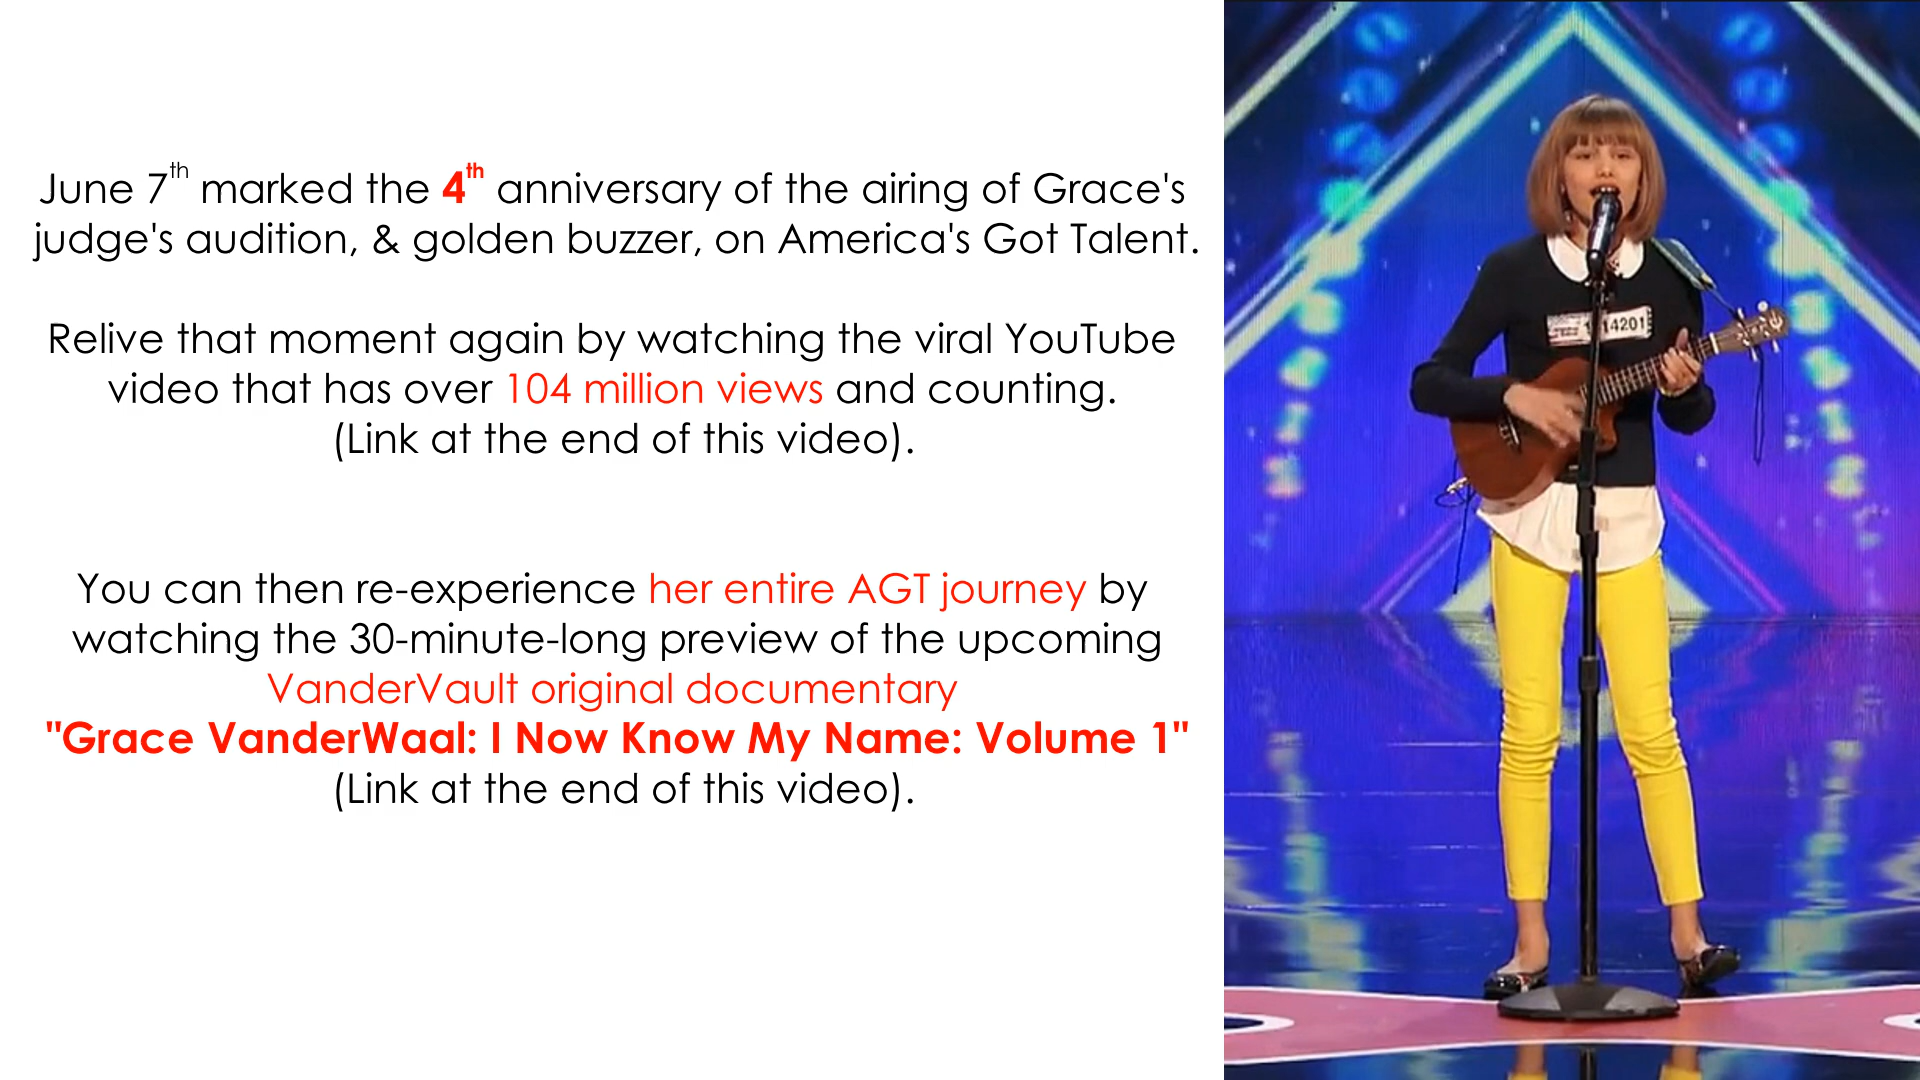 June 7th marked the 4th anniversary of the airing of Grace's
judge's audition, & golden buzzer, on America's Got Talent.
Relive that moment again by watching the viral YouTube
video that has over 104 million views and counting.
(Link at the end of this video).
You can then re-experience her entire AGT journey by
watching the 30-minute-long preview of the upcoming
VanderVault original documentary
"Grace VanderWaal: I Now Know My Name: Volume 1"
(Link at the end of this video).